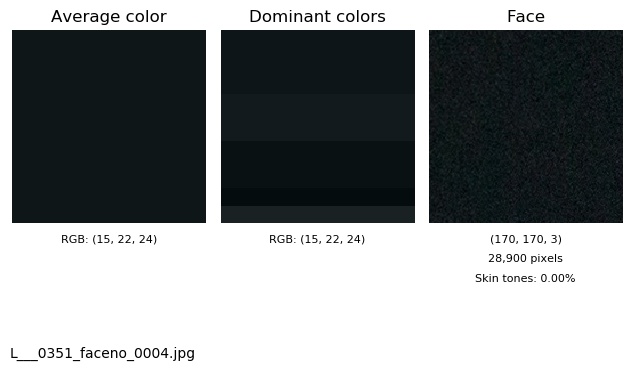 Average color
Dominant colors
Face
RGB: (15, 22, 24)
RGB: (15, 22, 24)
(170, 170, 3)
28,900 pixels
Skin tones: 0.00%
L___0351_faceno_0004.jpg